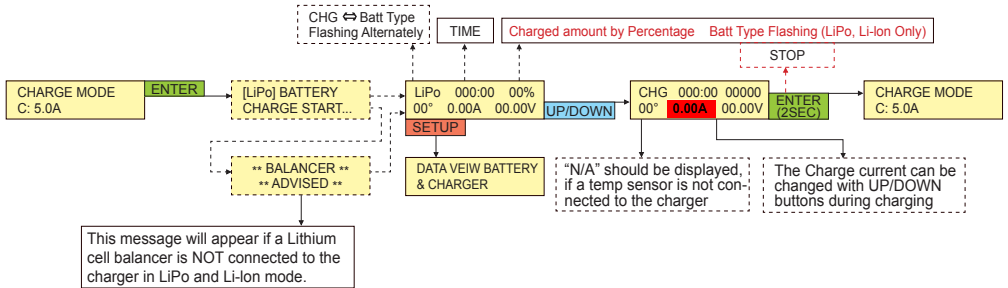 CHG ⇔ Batt Type
Flashing Alternately
TIME
Charged amount by Percentage Batt Type Flashing (LiPo, Li-Ion Only)
STOP
CHARGE MODE
C: 5.0A
ENTER
[LiPo] BATTERY
CHARGE START...
LiPo 000:00 00%
00° 0.00A 00.00V
SETUP
UP/DOWN
CHG 000:00 00000
00° 0.00A 00.00V
ENTER
(2SEC)
CHARGE MODE
C: 5.0A
** BALANCER **
** ADVISED **
DATA VEIW BATTERY
& CHARGER
“N/A” should be displayed,
if a temp sensor is not con-
nected to the charger
The Charge current can be
changed with UP/DOWN
buttons during charging
This message will appear if a Lithium
cell balancer is NOT connected to the
charger in LiPo and Li-Ion mode.